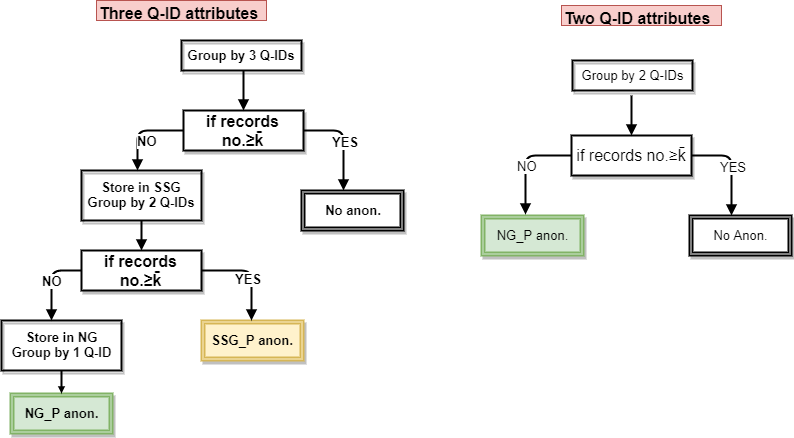 Three Q-ID attributes
Group by 3 Q-IDs
if records
no.≥k̄
NO
YES
Store in SSG
Group by 2 Q-IDs
No anon.
if records
no.≥k̄
NO
YES
Store in NG
Group by 1 Q-ID
SSG_P anon.
NG_P anon.
Two Q-ID attributes
Group by 2 Q-IDs
if records no.≥k̄
NO
YES
NG_P anon.
No Anon.